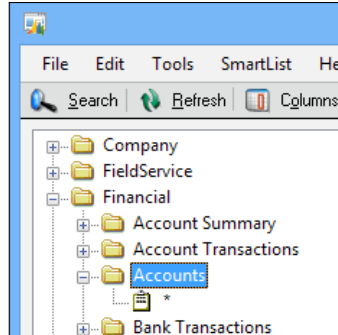 File Edit Tools SmartList He
Search Refresh Columns
Company
FieldService
Financial
Account Summary
Account Transactions
Accounts
*
Bank Transactions